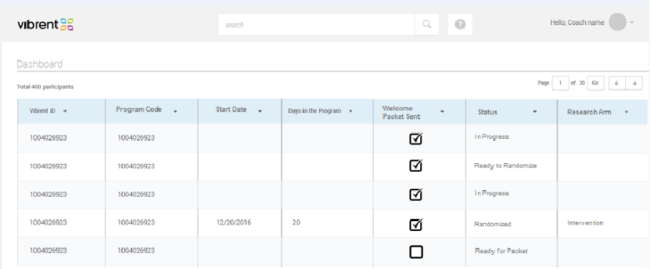 vibrent
search
?
Hello, Coach name
Dashboard
Total 400 participants
Page 1 of 20 Go
Vibrent ID Program Code Start Date Days in the Program Welcome Packet Sent Status Research Arm
1004026923 1004026923 In Progress
1004026923 1004026923 Ready to Randomize
1004026923 1004026923 In Progress
1004026923 1004026923 12/20/2016 20 Randomized Intervention
1004026923 1004026923 Ready for Packet